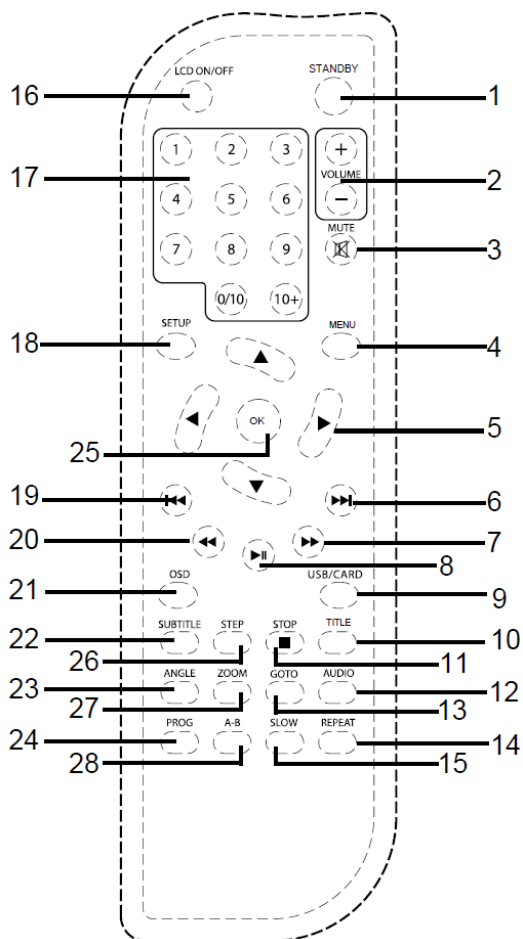 LCD ON/OFF STANDBY
16 1
1 2 3 +
17 VOLUME 2
4 5 6 −
MUTE
7 8 9 3
0/10 10+
SETUP MENU
18 4
OK 5
25
19 6
20 7
8
OSD USB/CARD
21 9
SUBTITLE STEP STOP TITLE
22 10
26 11
ANGLE ZOOM GOTO AUDIO
23 12
27 13
PROG A-B SLOW REPEAT
24 14
28 15